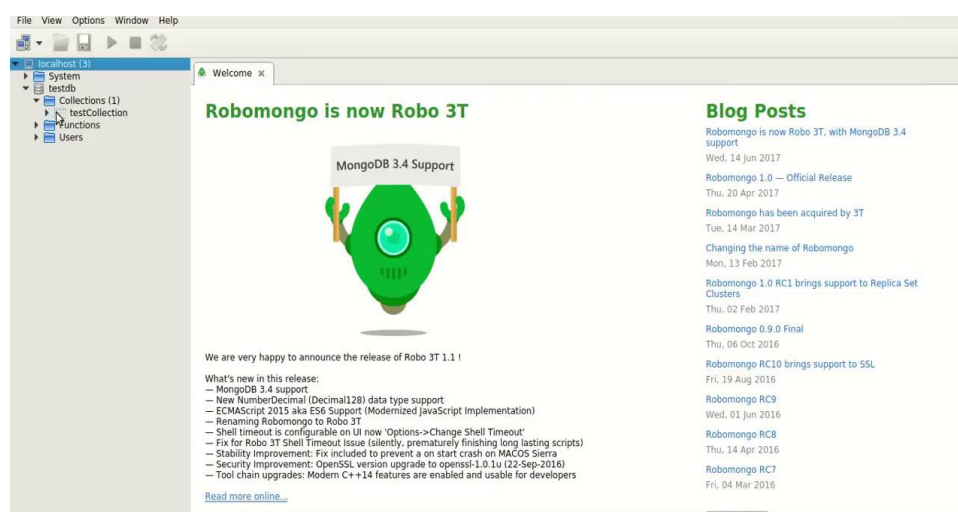 File View Options Window Help
localhost (3)
System
testdb
Collections (1)
testCollection
Functions
Users
Welcome
Robomongo is now Robo 3T
MongoDB 3.4 Support
We are very happy to announce the release of Robo 3T 1.1 !
What's new in this release:
— MongoDB 3.4 support
— New NumberDecimal (Decimal128) data type support
— ECMAScript 2015 aka ES6 Support (Modernized JavaScript Implementation)
— Renaming Robomongo to Robo 3T
— Shell timeout is configurable on UI now 'Options->Change Shell Timeout'
— Fix for Robo 3T Shell Timeout Issue (silently, prematurely finishing long lasting scripts)
— Stability Improvement: Fix included to prevent a on start crash on MACOS Sierra
— Security Improvement: OpenSSL version upgrade to openssl-1.0.1u (22-Sep-2016)
— Tool chain upgrades: Modern C++14 features are enabled and usable for developers
Read more online...
Blog Posts
Robomongo is now Robo 3T, with MongoDB 3.4
support
Wed, 14 Jun 2017
Robomongo 1.0 — Official Release
Thu, 20 Apr 2017
Robomongo has been acquired by 3T
Tue, 14 Mar 2017
Changing the name of Robomongo
Mon, 13 Feb 2017
Robomongo 1.0 RC1 brings support to Replica Set
Clusters
Thu, 02 Feb 2017
Robomongo 0.9.0 Final
Thu, 06 Oct 2016
Robomongo RC10 brings support to SSL
Fri, 19 Aug 2016
Robomongo RC9
Wed, 01 Jun 2016
Robomongo RC8
Thu, 14 Apr 2016
Robomongo RC7
Fri, 04 Mar 2016